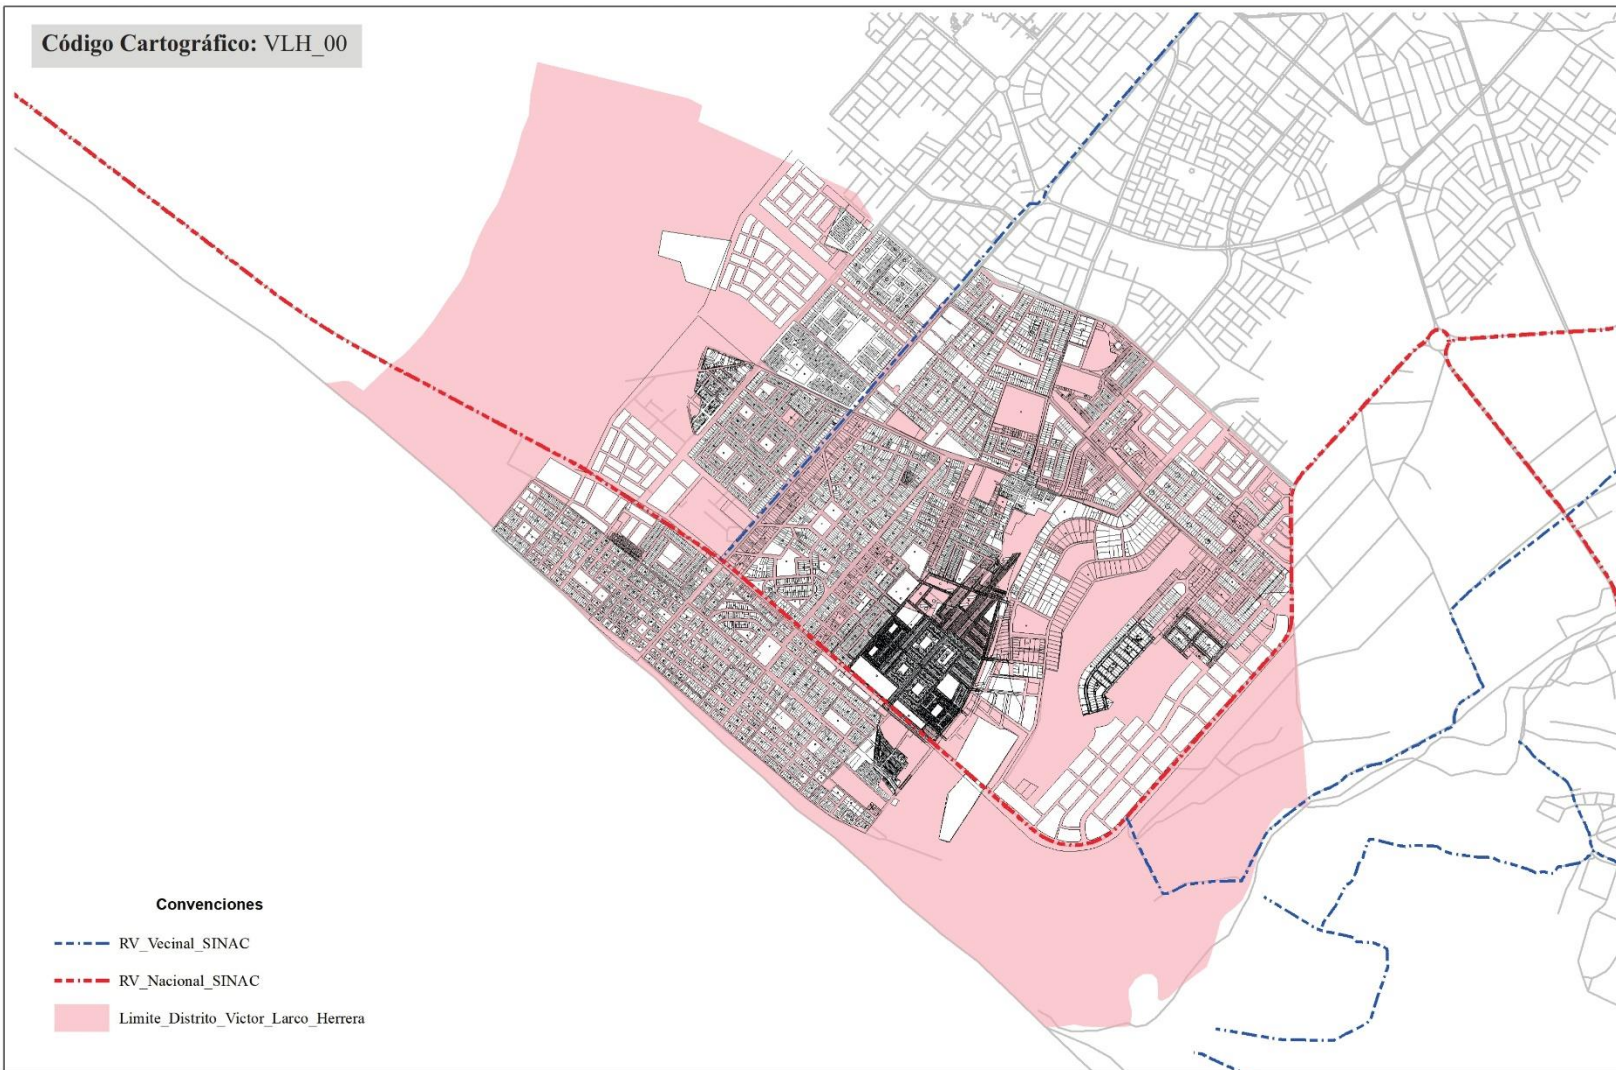 Código Cartográfico: VLH_00
Convenciones
RV_Vecinal_SINAC
RV_Nacional_SINAC
Limite_Distrito_Victor_Larco_Herrera